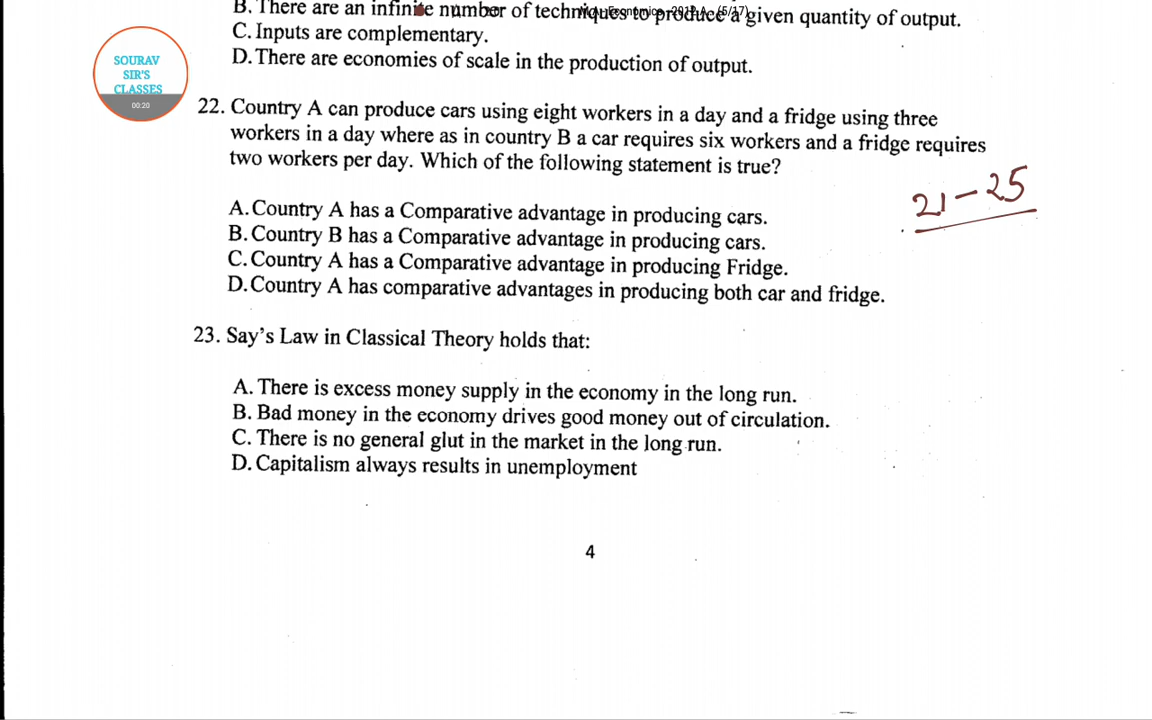 B. There are an infinite number of techniques to produce a given quantity of output.
C. Inputs are complementary.
D. There are economies of scale in the production of output.
SOURAV
SIR'S
CLASSES
00:20
22. Country A can produce cars using eight workers in a day and a fridge using three
workers in a day where as in country B a car requires six workers and a fridge requires
two workers per day. Which of the following statement is true?
21-25
A. Country A has a Comparative advantage in producing cars.
B. Country B has a Comparative advantage in producing cars.
C. Country A has a Comparative advantage in producing Fridge.
D. Country A has comparative advantages in producing both car and fridge.
23. Say's Law in Classical Theory holds that:
A. There is excess money supply in the economy in the long run.
B. Bad money in the economy drives good money out of circulation.
C. There is no general glut in the market in the long run.
D. Capitalism always results in unemployment
4